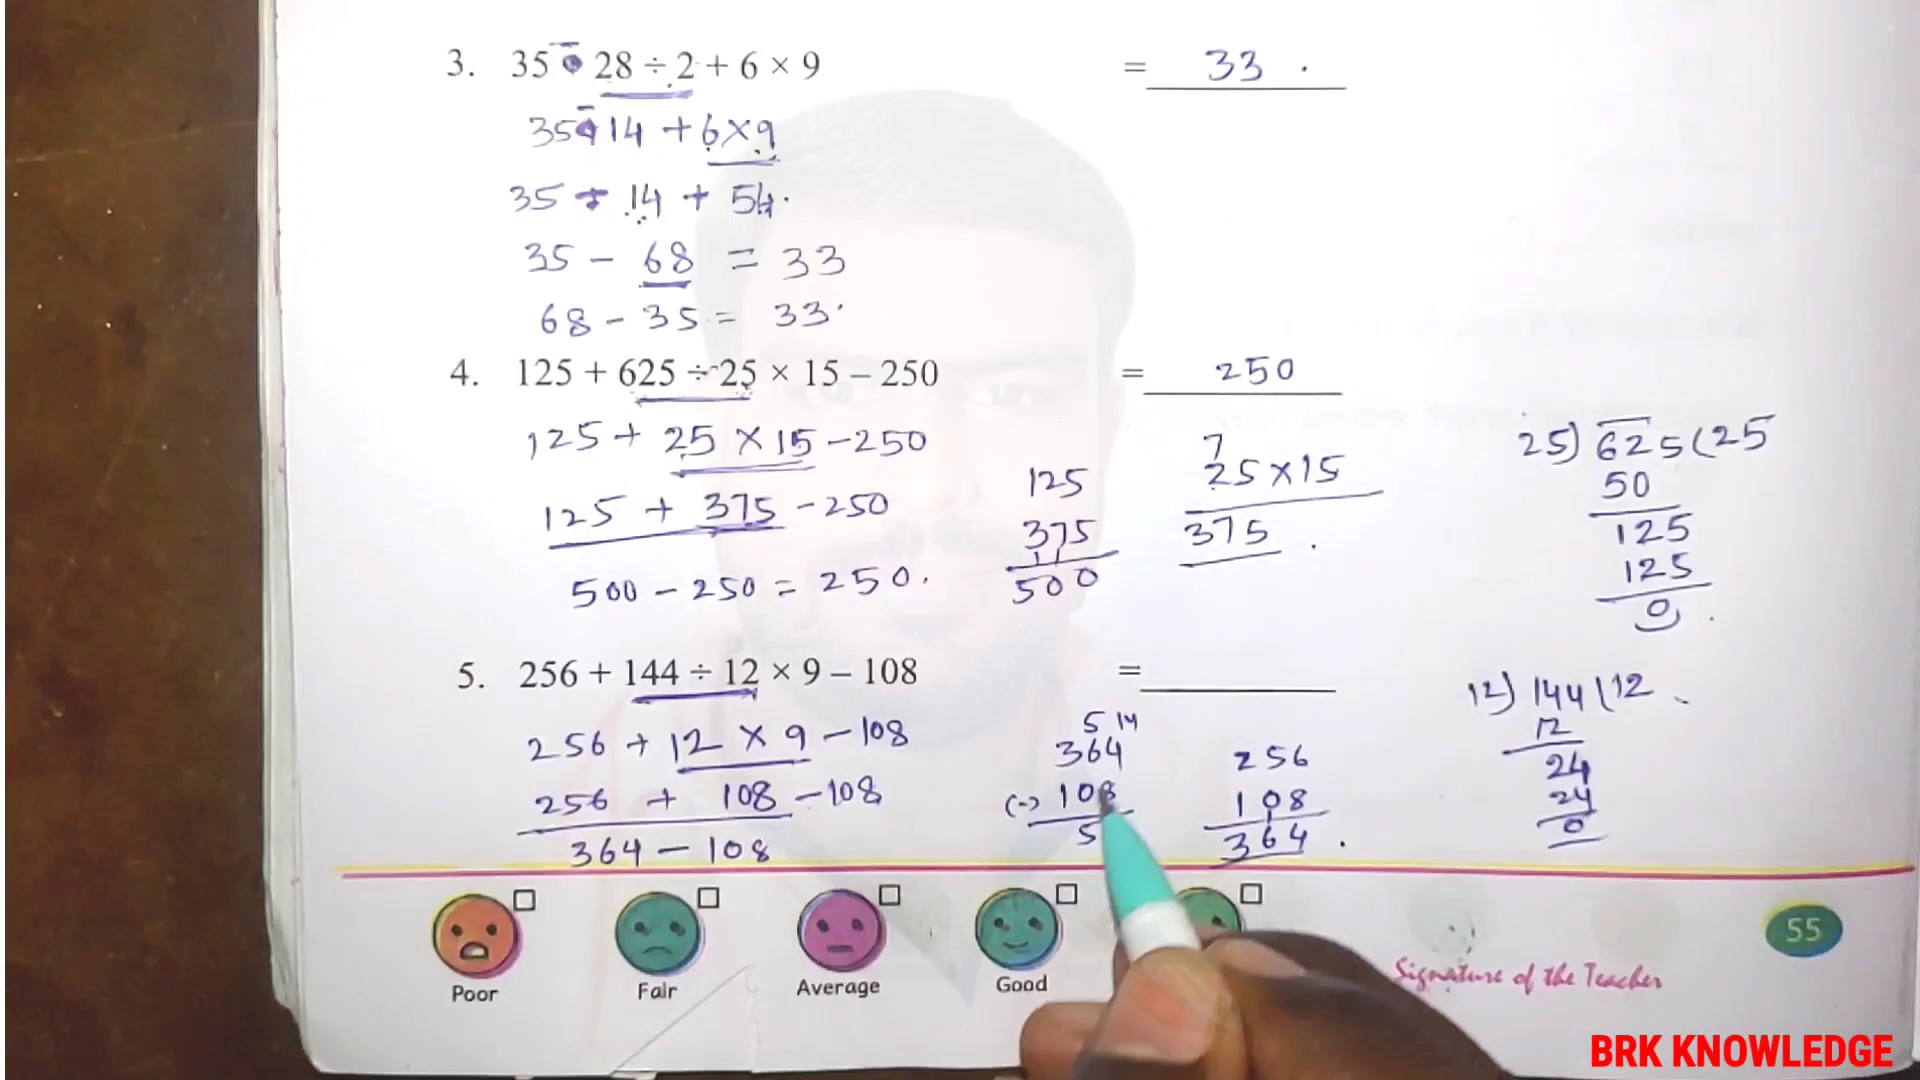 3. 35 - 28 ÷ 2 + 6 × 9 = 33 .
35 - 14 + 6 × 9
35 - 14 + 54.
35 - 68 = 33
68 - 35 = 33.
4. 125 + 625 ÷ 25 × 15 – 250 = 250
125 + 25 × 15 - 250
125 + 375 - 250
500 - 250 = 250.
125
375
11
500
7
25 × 15
375 .
25) 625 (25
50
125
125
0 .
5. 256 + 144 ÷ 12 × 9 – 108 =
256 + 12 × 9 - 108
256 + 108 - 108
364 - 108
5 14
364
(-) 108
5
256
108
1
364 .
12) 144 (12
12
24
24
0
Poor
Fair
Average
Good
Signature of the Teacher
55
BRK KNOWLEDGE